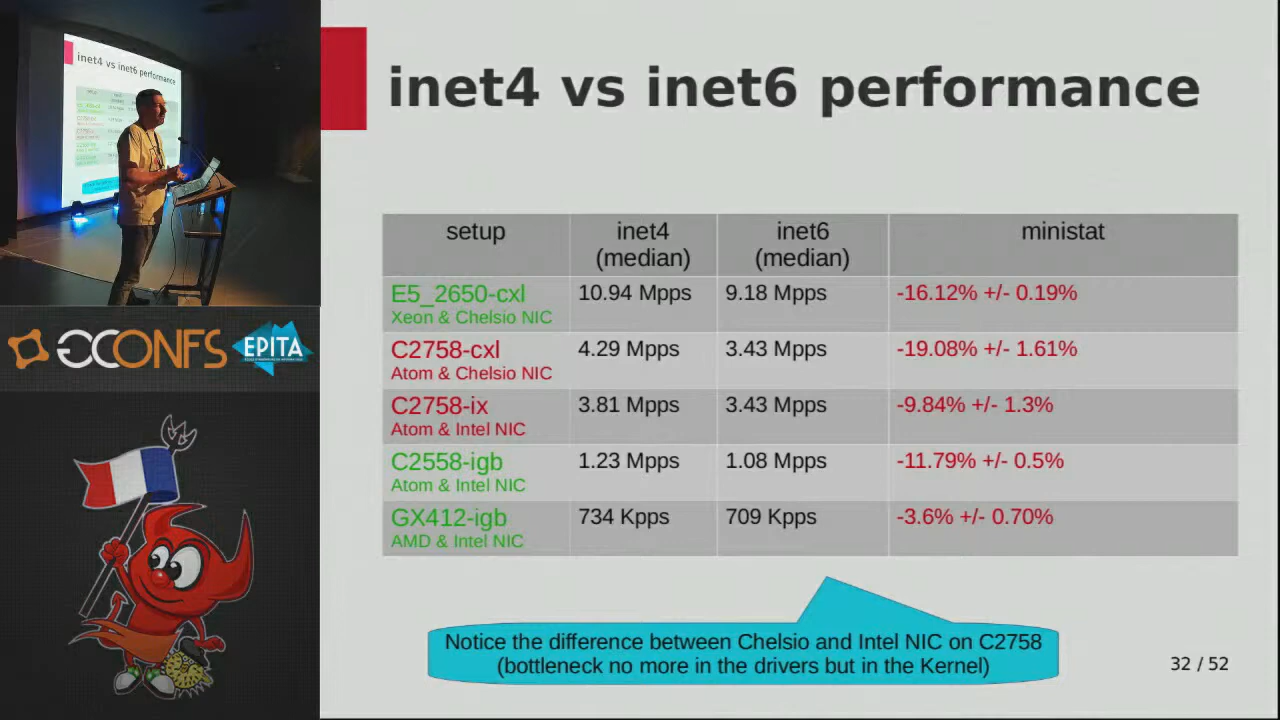 inet4 vs inet6 performance
inet4 vs inet6 performance
setup inet4 (median) inet6 (median) ministat
E5_2650-cxl 10.94 Mpps 9.18 Mpps -16.12% +/- 0.19%
Xeon & Chelsio NIC
C2758-cxl 4.29 Mpps 3.43 Mpps -19.08% +/- 1.61%
Atom & Chelsio NIC
C2758-ix 3.81 Mpps 3.43 Mpps -9.84% +/- 1.3%
Atom & Intel NIC
C2558-igb 1.23 Mpps 1.08 Mpps -11.79% +/- 0.5%
Atom & Intel NIC
GX412-igb 734 Kpps 709 Kpps -3.6% +/- 0.70%
AMD & Intel NIC
Notice the difference between Chelsio and Intel NIC on C2758
(bottleneck no more in the drivers but in the Kernel)
32 / 52
GCONFS EPITA